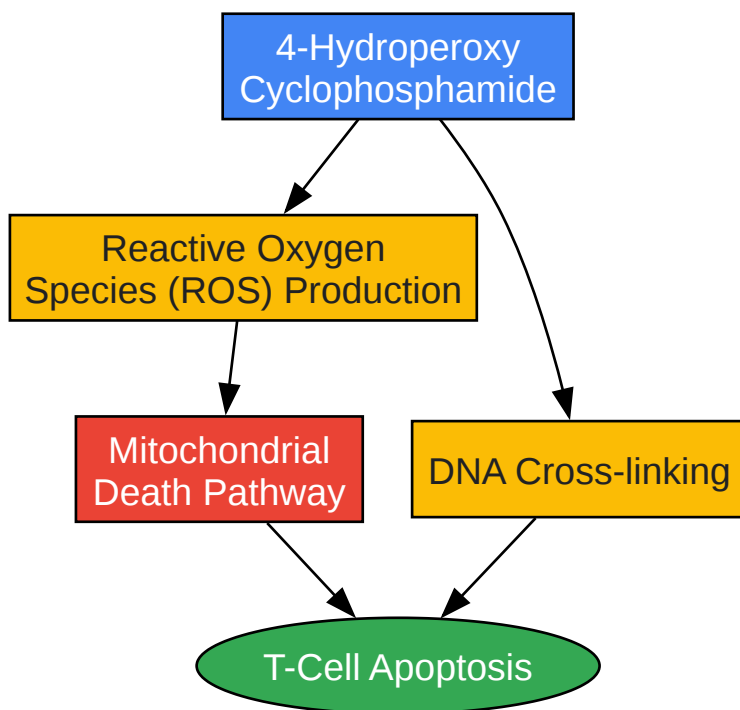 4-Hydroperoxy
Cyclophosphamide
Reactive Oxygen
Species (ROS) Production
Mitochondrial
Death Pathway
DNA Cross-linking
T-Cell Apoptosis